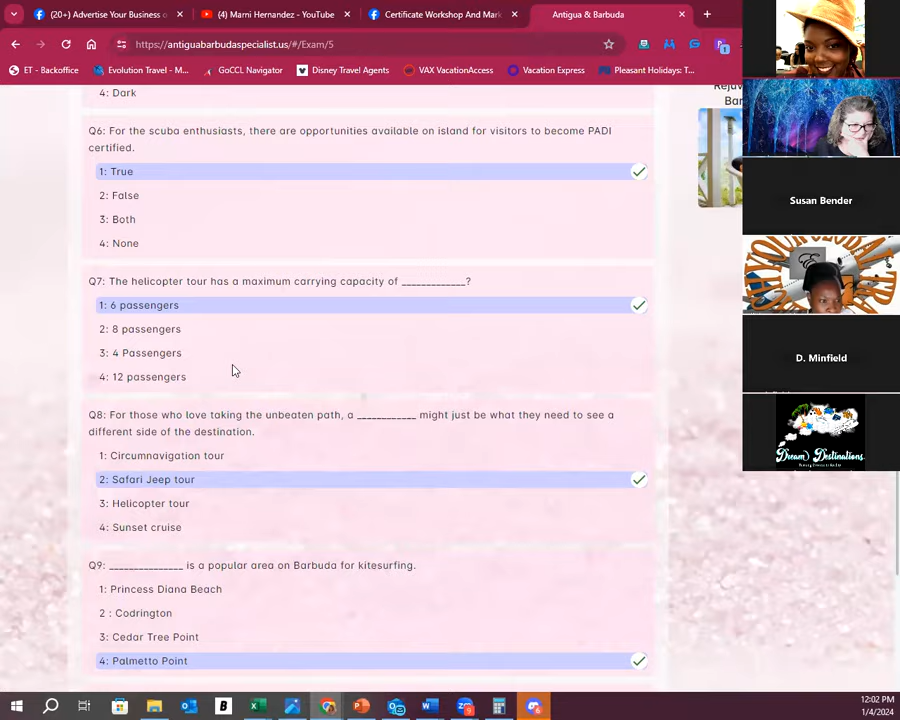 (20+) Advertise Your Business o
(4) Marni Hernandez - YouTube
Certificate Workshop And Mark
Antigua & Barbuda
https://antiguabarbudaspecialist.us/#/Exam/5
ET - Backoffice
Evolution Travel - M...
GoCCL Navigator
Disney Travel Agents
VAX VacationAccess
Vacation Express
Pleasant Holidays: T...
4: Dark
Q6: For the scuba enthusiasts, there are opportunities available on island for visitors to become PADI
certified.
1: True
2: False
3: Both
4: None
Q7: The helicopter tour has a maximum carrying capacity of _____________?
1: 6 passengers
2: 8 passengers
3: 4 Passengers
4: 12 passengers
Q8: For those who love taking the unbeaten path, a ____________ might just be what they need to see a
different side of the destination.
1: Circumnavigation tour
2: Safari Jeep tour
3: Helicopter tour
4: Sunset cruise
Q9: _______________ is a popular area on Barbuda for kitesurfing.
1: Princess Diana Beach
2 : Codrington
3: Cedar Tree Point
4: Palmetto Point
Bar
Susan Bender
D. Minfield
Dream Destinations
12:02 PM
1/4/2024